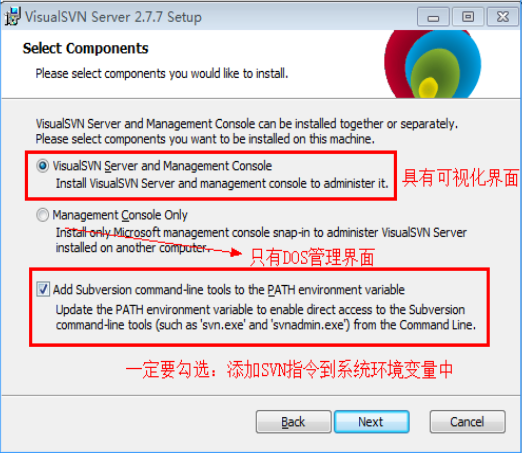 VisualSVN Server 2.7.7 Setup
Select Components
Please select components you would like to install.
VisualSVN Server and Management Console can be installed together or separately.
Please select components you want to be installed on this machine.
VisualSVN Server and Management Console
Install VisualSVN Server and management console to administer it.
具有可视化界面
Management Console Only
Install only Microsoft management console snap-in to administer VisualSVN Server
installed on another computer.
只有DOS管理界面
Add Subversion command-line tools to the PATH environment variable
Update the PATH environment variable to enable direct access to the Subversion
command-line tools (such as 'svn.exe' and 'svnadmin.exe') from the Command Line.
一定要勾选：添加SVN指令到系统环境变量中
Back
Next
Cancel